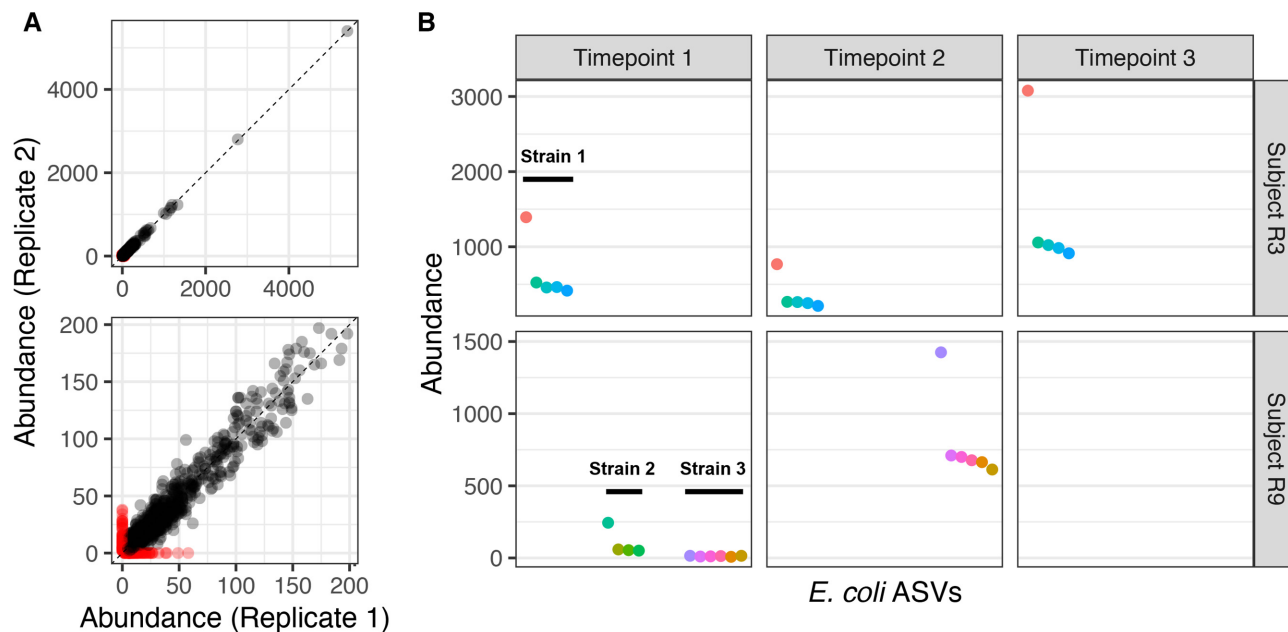 A
Abundance (Replicate 2)
4000
2000
0
0 2000 4000
200
150
100
50
0
0 50 100 150 200
Abundance (Replicate 1)
B
Timepoint 1 Timepoint 2 Timepoint 3
Abundance
3000
2000
1000
Strain 1
Subject R3
1500
1000
500
0
Strain 2 Strain 3
Subject R9
E. coli ASVs